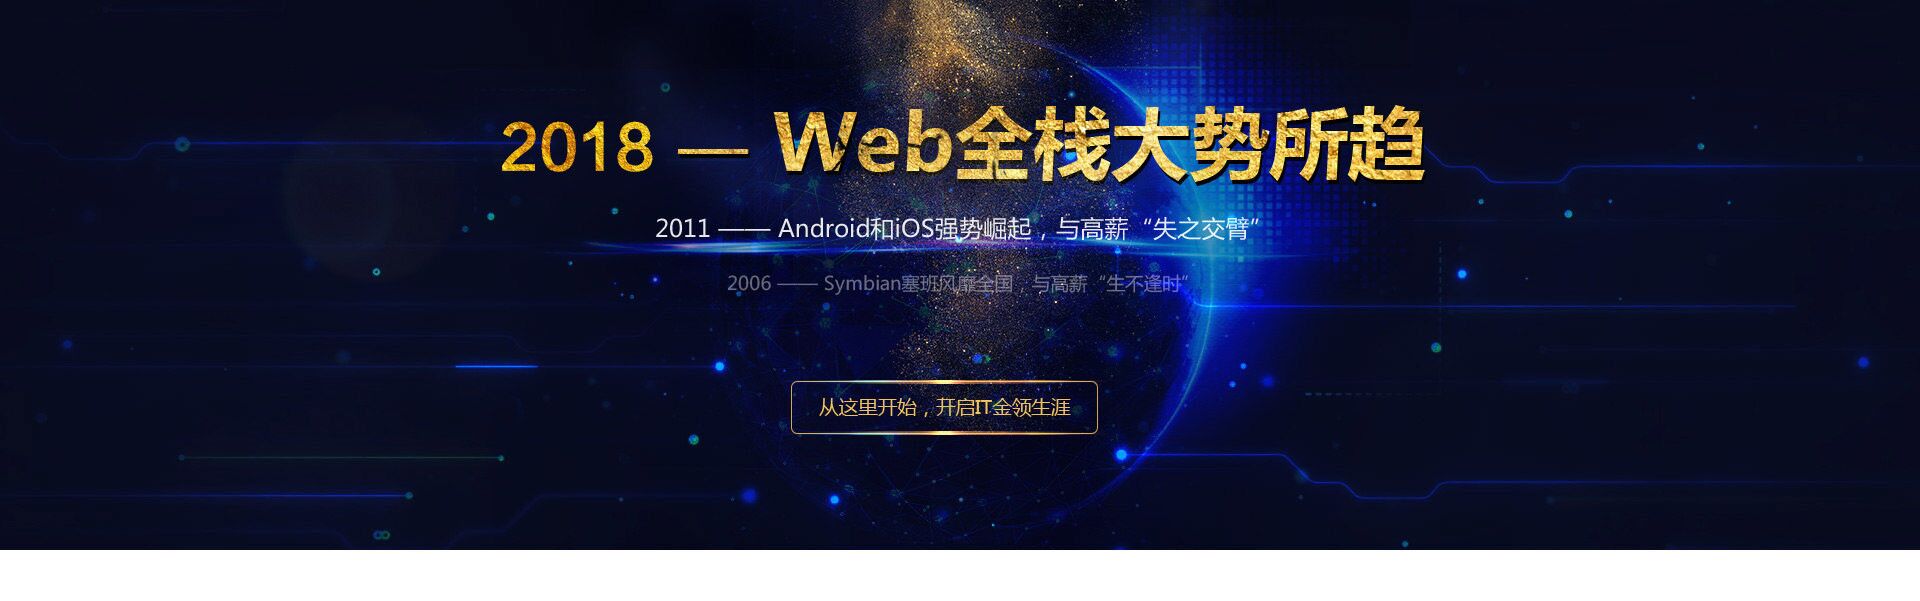 2018 — Web全栈大势所趋
2011 —— Android和iOS强势崛起，与高薪“失之交臂”
2006 —— Symbian塞班风靡全国，与高薪“生不逢时”
从这里开始，开启IT金领生涯